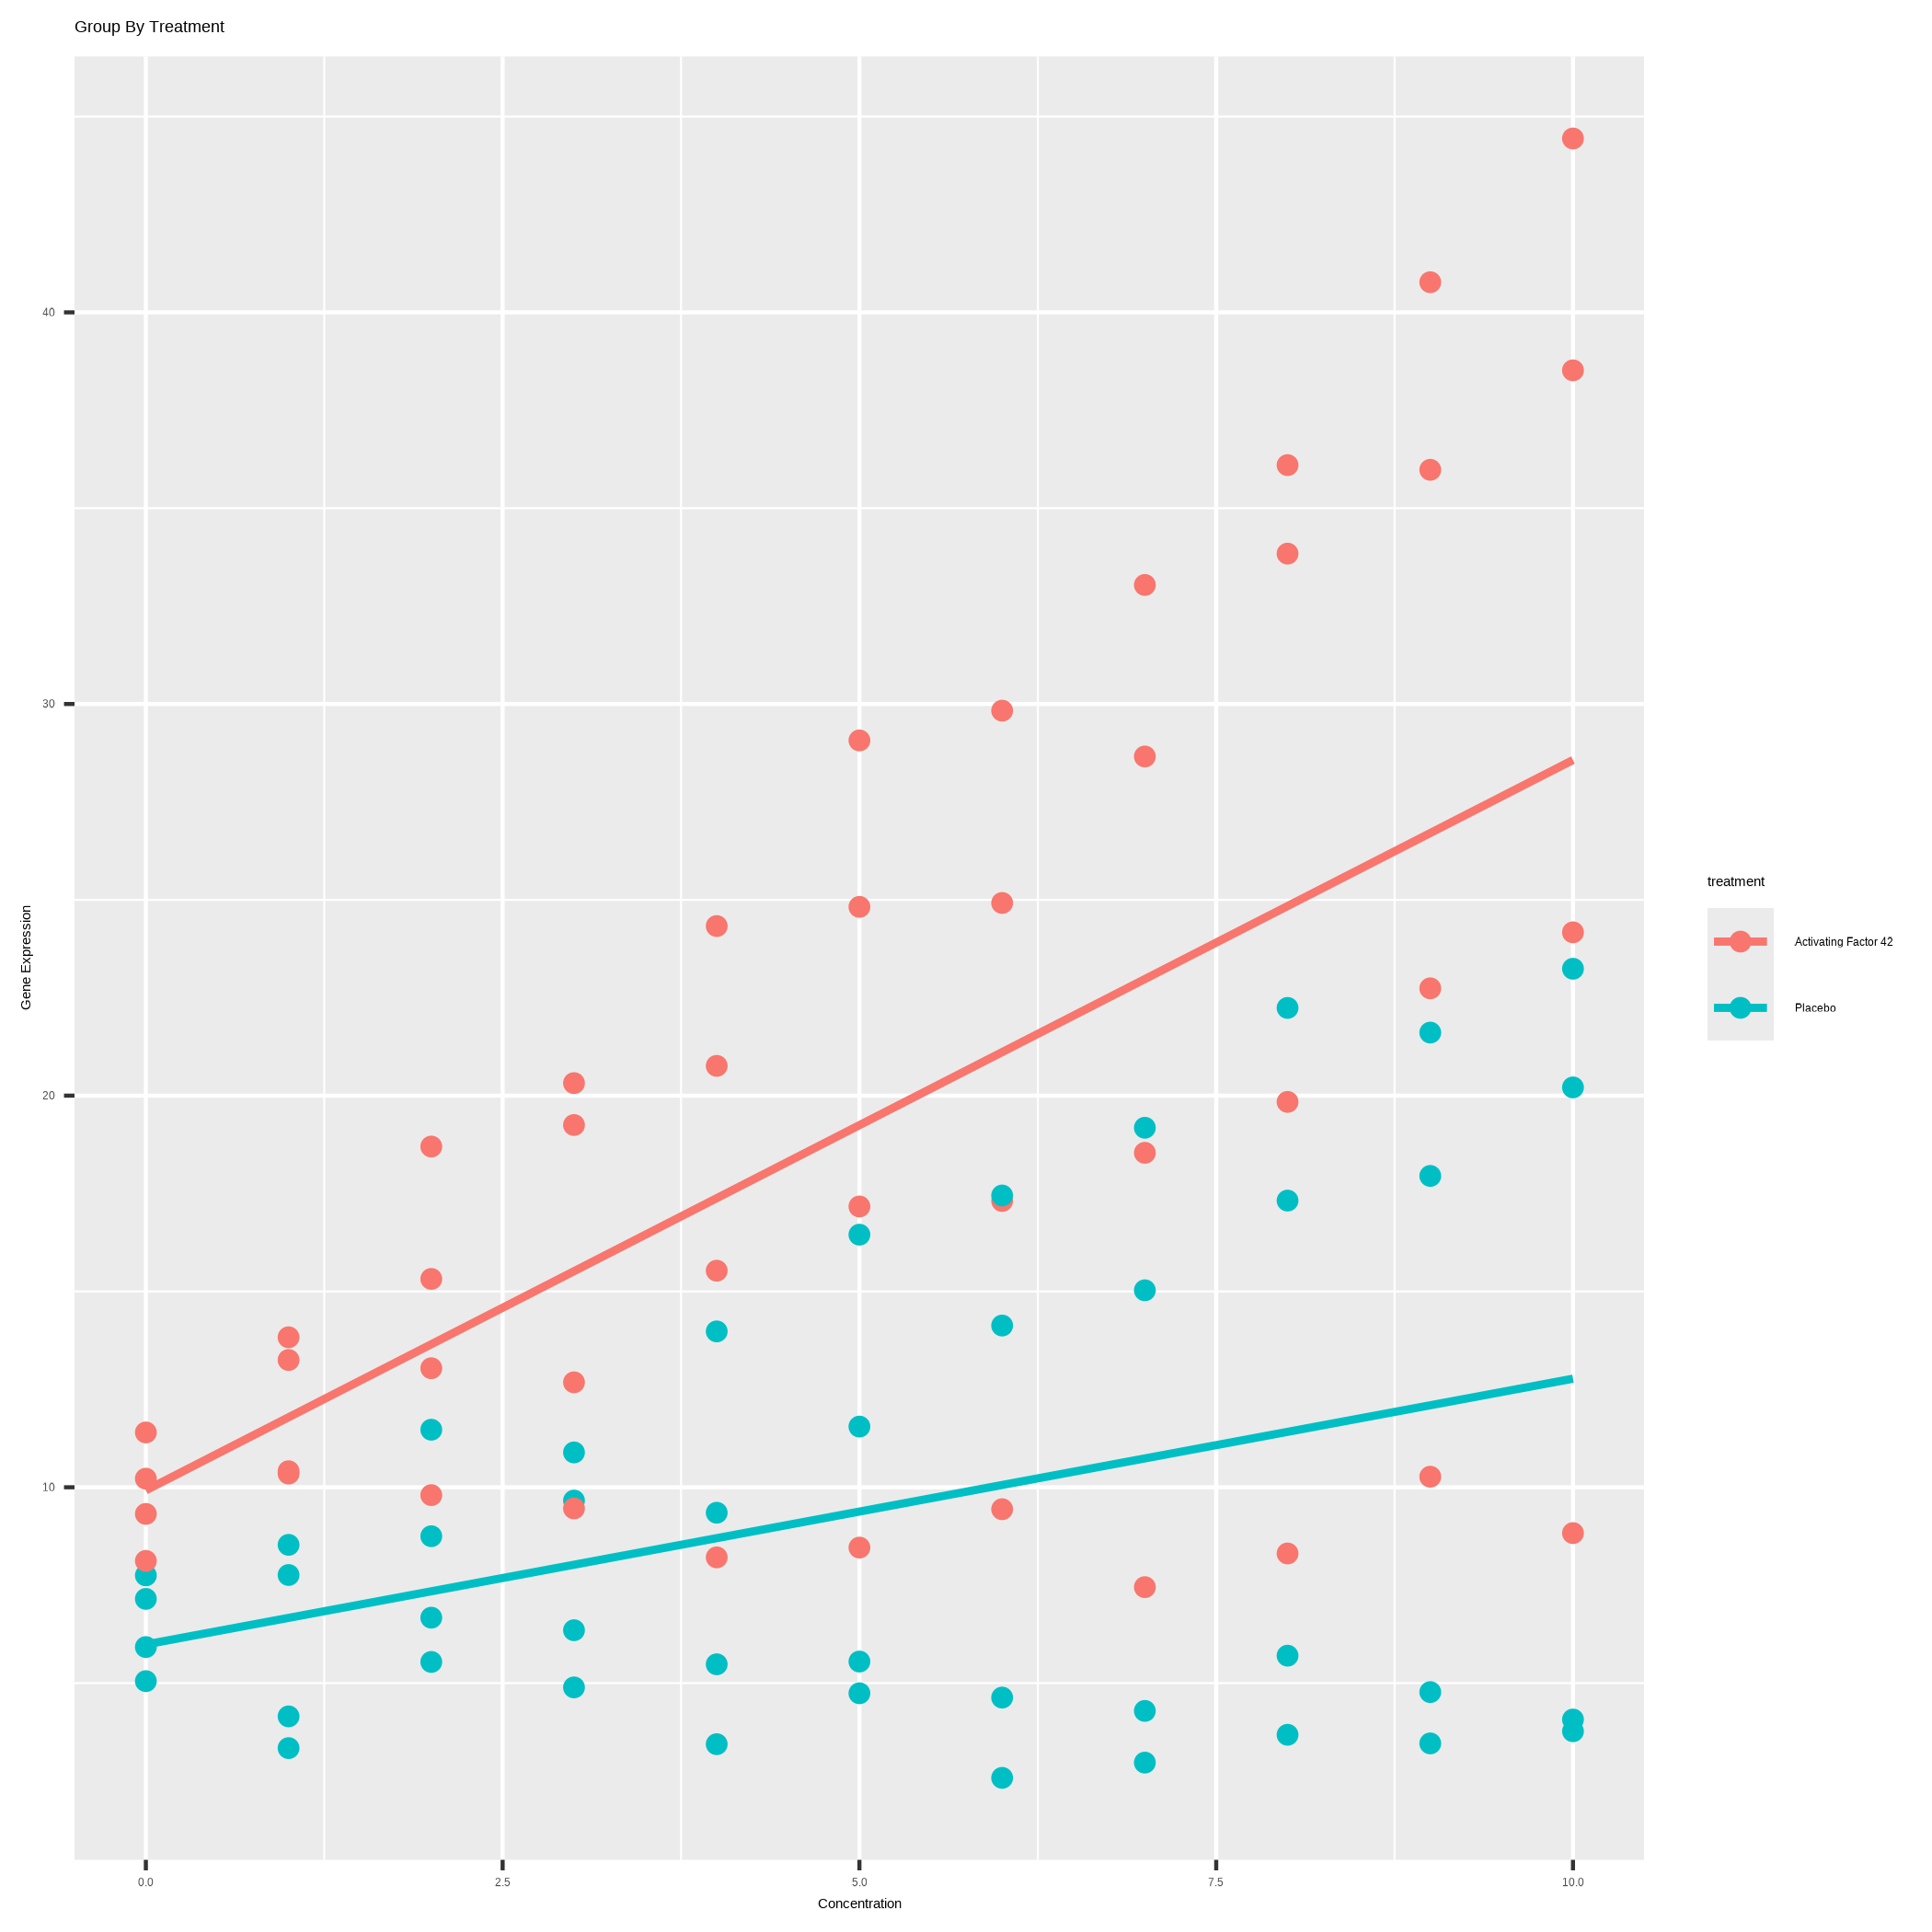 Group By Treatment
40
30
20
10
Gene Expression
0.0
2.5
5.0
7.5
10.0
Concentration
treatment
Activating Factor 42
Placebo